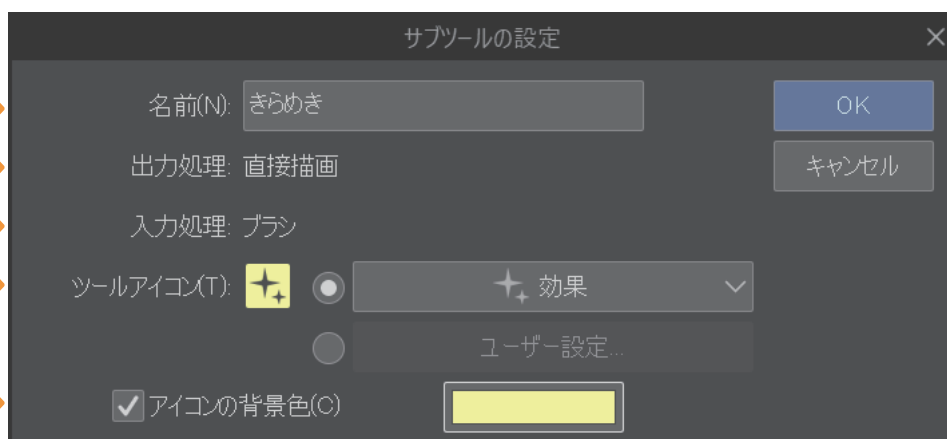 サブツールの設定
名前(N): きらめき OK
出力処理: 直接描画 キャンセル
入力処理: ブラシ
ツールアイコン(T): 効果
ユーザー設定...
アイコンの背景色(C)